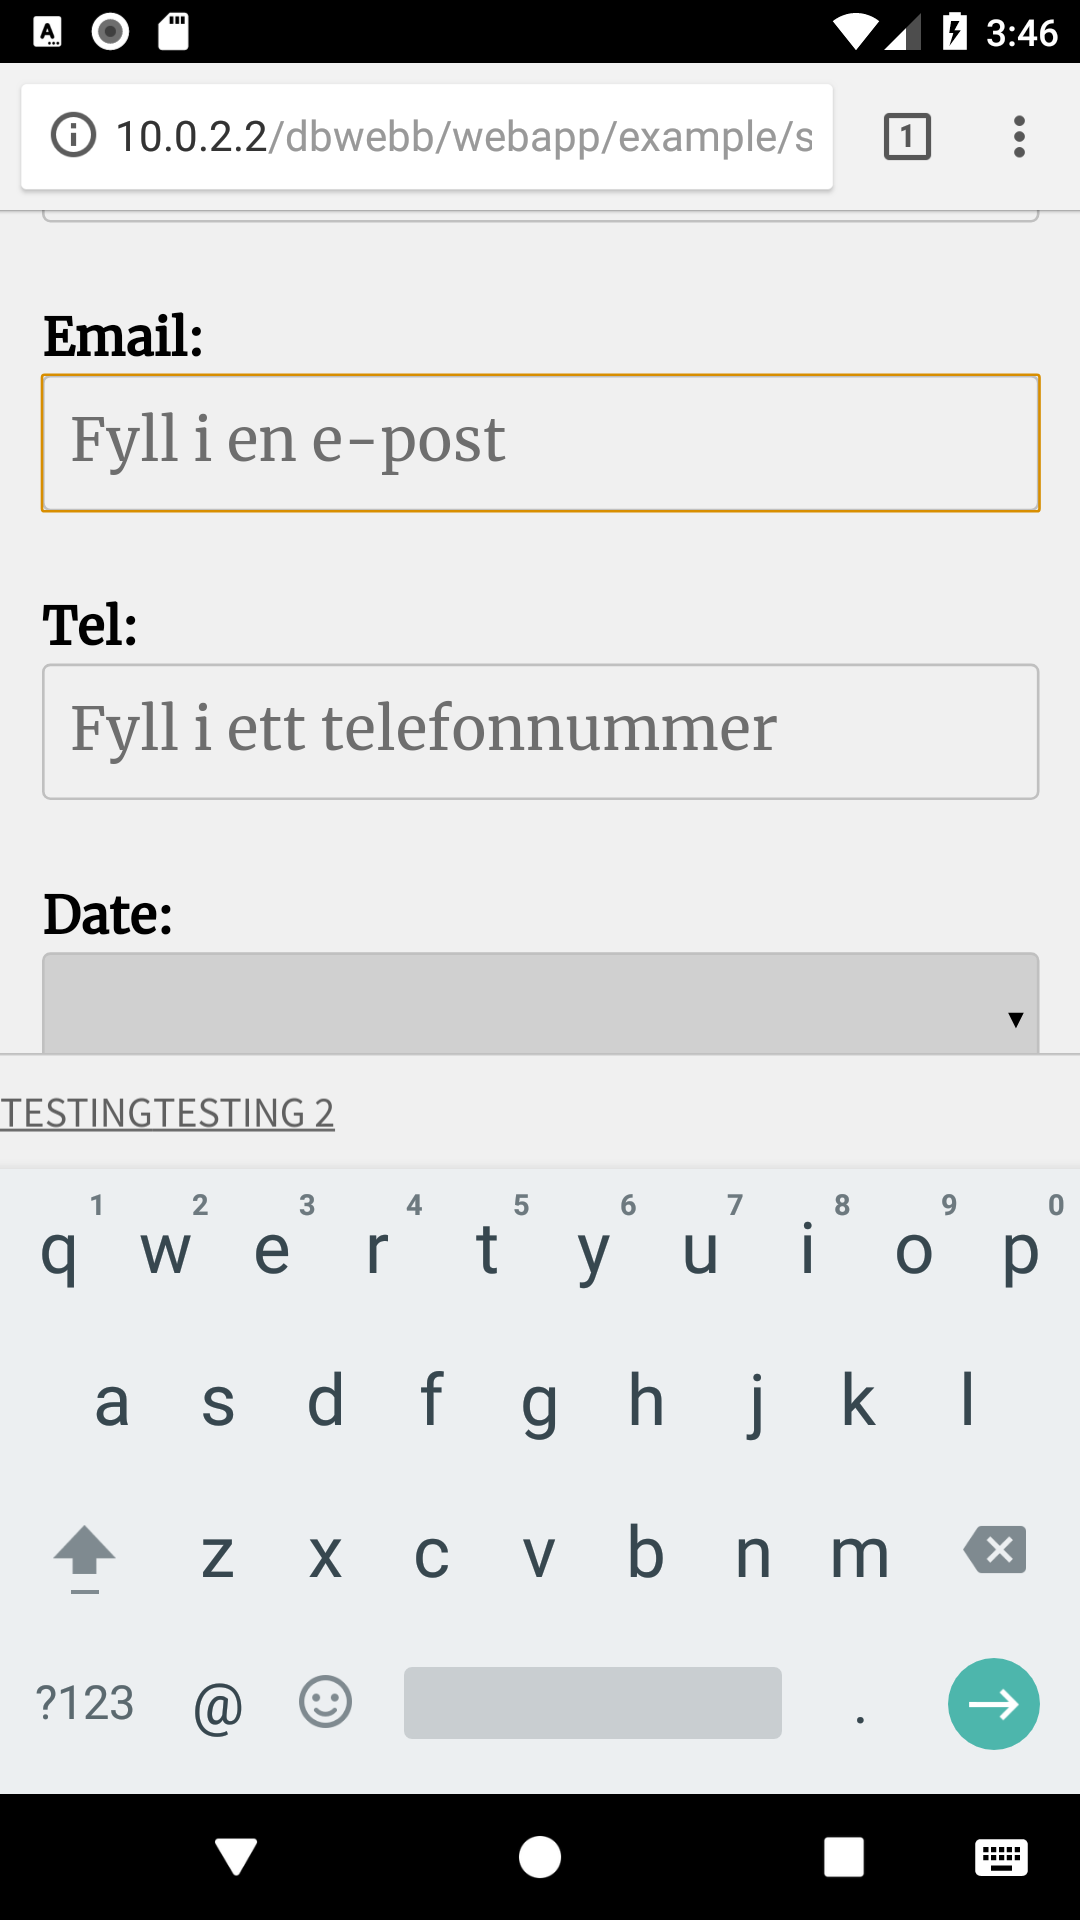 3:46
10.0.2.2/dbwebb/webapp/example/s
1
Email:
Fyll i en e-post
Tel:
Fyll i ett telefonnummer
Date:
TESTINGTESTING 2
1 2 3 4 5 6 7 8 9 0
q w e r t y u i o p
a s d f g h j k l
z x c v b n m
?123 @ .